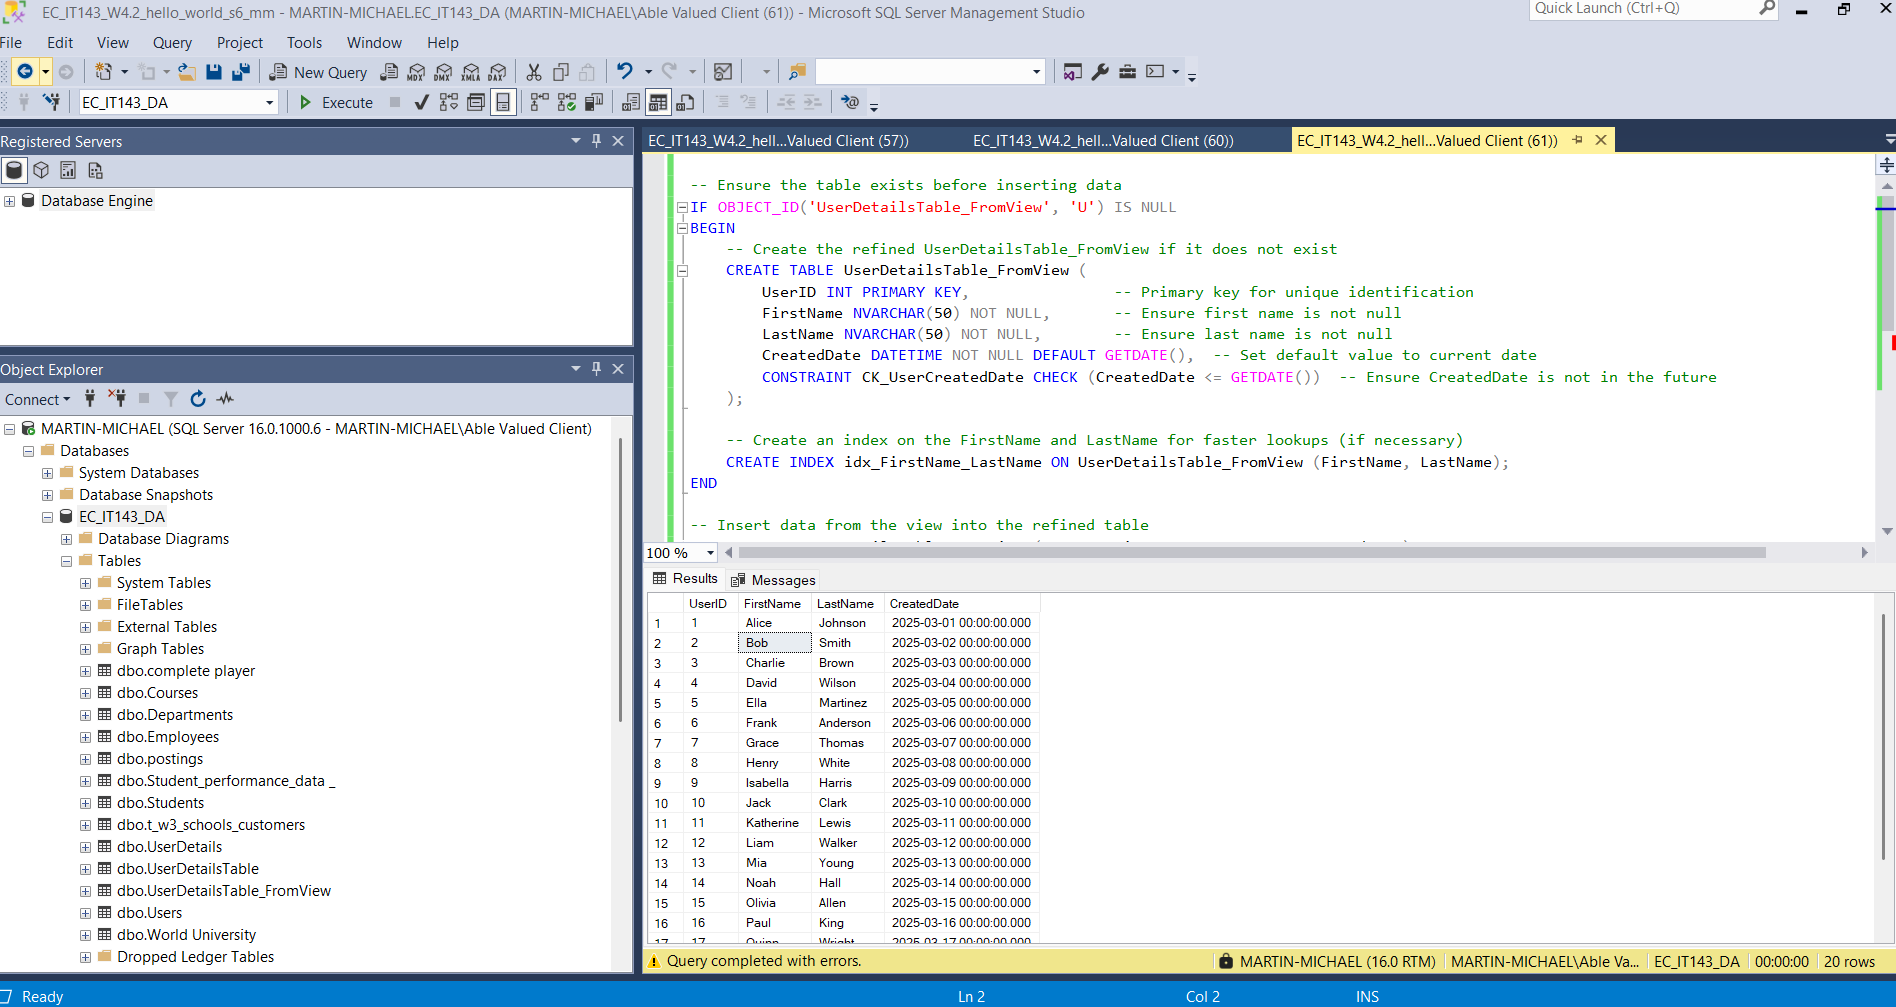 EC_IT143_W4.2_hello_world_s6_mm - MARTIN-MICHAEL.EC_IT143_DA (MARTIN-MICHAEL\Able Valued Client (61)) - Microsoft SQL Server Management Studio
Quick Launch (Ctrl+Q)
File Edit View Query Project Tools Window Help
New Query MDX DMX XMLA DAX
EC_IT143_DA Execute
Registered Servers
Database Engine
Object Explorer
Connect
MARTIN-MICHAEL (SQL Server 16.0.1000.6 - MARTIN-MICHAEL\Able Valued Client)
Databases
System Databases
Database Snapshots
EC_IT143_DA
Database Diagrams
Tables
System Tables
FileTables
External Tables
Graph Tables
dbo.complete player
dbo.Courses
dbo.Departments
dbo.Employees
dbo.postings
dbo.Student_performance_data _
dbo.Students
dbo.t_w3_schools_customers
dbo.UserDetails
dbo.UserDetailsTable
dbo.UserDetailsTable_FromView
dbo.Users
dbo.World University
Dropped Ledger Tables
EC_IT143_W4.2_hell...Valued Client (57)) EC_IT143_W4.2_hell...Valued Client (60)) EC_IT143_W4.2_hell...Valued Client (61))
-- Ensure the table exists before inserting data
IF OBJECT_ID('UserDetailsTable_FromView', 'U') IS NULL
BEGIN
-- Create the refined UserDetailsTable_FromView if it does not exist
CREATE TABLE UserDetailsTable_FromView (
UserID INT PRIMARY KEY, -- Primary key for unique identification
FirstName NVARCHAR(50) NOT NULL, -- Ensure first name is not null
LastName NVARCHAR(50) NOT NULL, -- Ensure last name is not null
CreatedDate DATETIME NOT NULL DEFAULT GETDATE(), -- Set default value to current date
CONSTRAINT CK_UserCreatedDate CHECK (CreatedDate <= GETDATE()) -- Ensure CreatedDate is not in the future
);
-- Create an index on the FirstName and LastName for faster lookups (if necessary)
CREATE INDEX idx_FirstName_LastName ON UserDetailsTable_FromView (FirstName, LastName);
END
-- Insert data from the view into the refined table
100 %
Results Messages
UserID FirstName LastName CreatedDate
1 1 Alice Johnson 2025-03-01 00:00:00.000
2 2 Bob Smith 2025-03-02 00:00:00.000
3 3 Charlie Brown 2025-03-03 00:00:00.000
4 4 David Wilson 2025-03-04 00:00:00.000
5 5 Ella Martinez 2025-03-05 00:00:00.000
6 6 Frank Anderson 2025-03-06 00:00:00.000
7 7 Grace Thomas 2025-03-07 00:00:00.000
8 8 Henry White 2025-03-08 00:00:00.000
9 9 Isabella Harris 2025-03-09 00:00:00.000
10 10 Jack Clark 2025-03-10 00:00:00.000
11 11 Katherine Lewis 2025-03-11 00:00:00.000
12 12 Liam Walker 2025-03-12 00:00:00.000
13 13 Mia Young 2025-03-13 00:00:00.000
14 14 Noah Hall 2025-03-14 00:00:00.000
15 15 Olivia Allen 2025-03-15 00:00:00.000
16 16 Paul King 2025-03-16 00:00:00.000
17 17 Quinn Wright 2025-03-17 00:00:00.000
Query completed with errors. MARTIN-MICHAEL (16.0 RTM) MARTIN-MICHAEL\Able Va... EC_IT143_DA 00:00:00 20 rows
Ready Ln 2 Col 2 INS